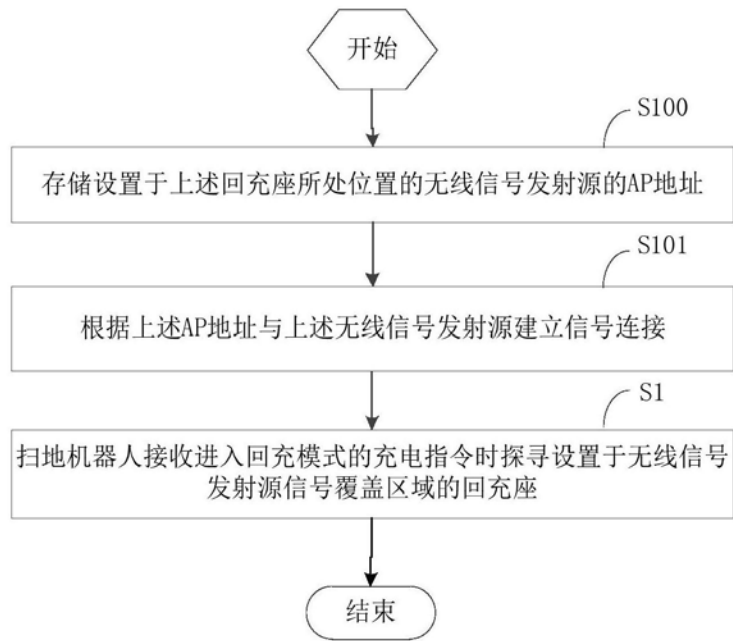 开始
S100
存储设置于上述回充座所处位置的无线信号发射源的AP地址
S101
根据上述AP地址与上述无线信号发射源建立信号连接
S1
扫地机器人接收进入回充模式的充电指令时探寻设置于无线信号
发射源信号覆盖区域的回充座
结束